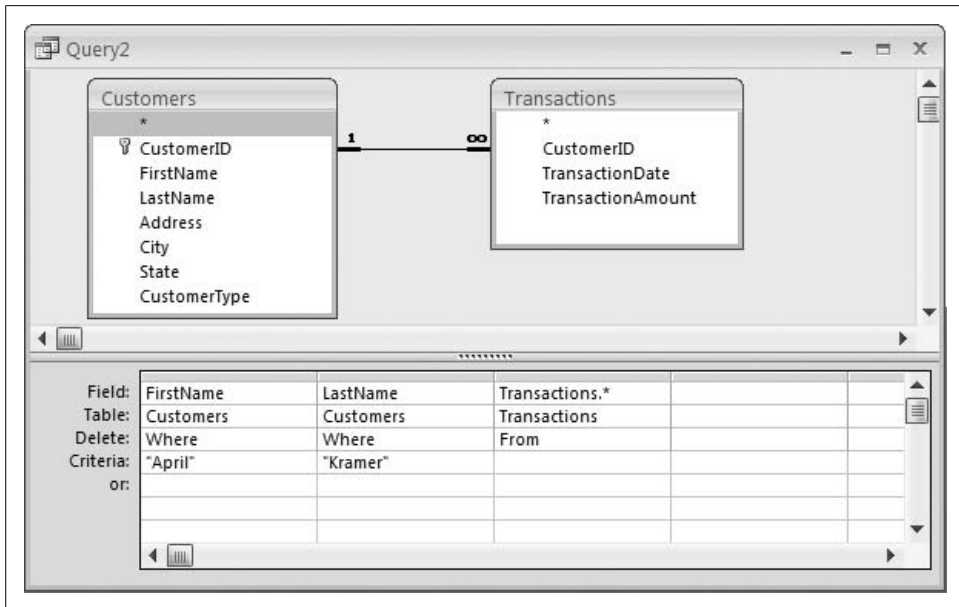 Query2
Customers
*
CustomerID
FirstName
LastName
Address
City
State
CustomerType
1
∞
Transactions
*
CustomerID
TransactionDate
TransactionAmount
Field: FirstName LastName Transactions.*
Table: Customers Customers Transactions
Delete: Where Where From
Criteria: "April" "Kramer"
or: